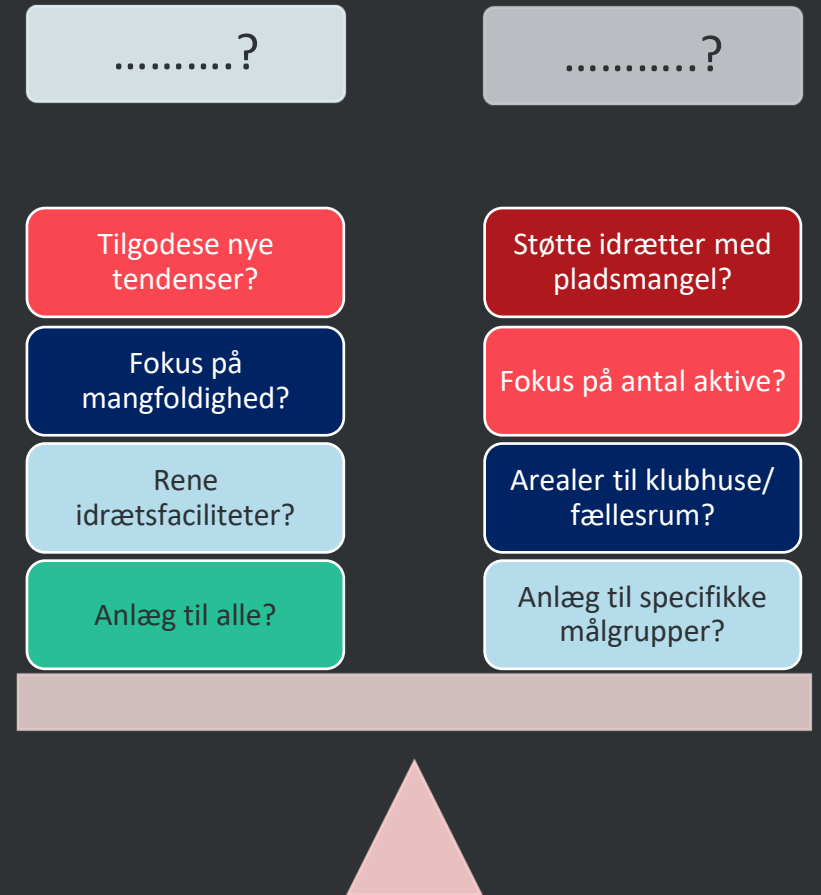 ..........?
...........?
Tilgodese nye
tendenser?
Støtte idrætter med
pladsmangel?
Fokus på
mangfoldighed?
Fokus på antal aktive?
Rene
idrætsfaciliteter?
Arealer til klubhuse/
fællesrum?
Anlæg til alle?
Anlæg til specifikke
målgrupper?